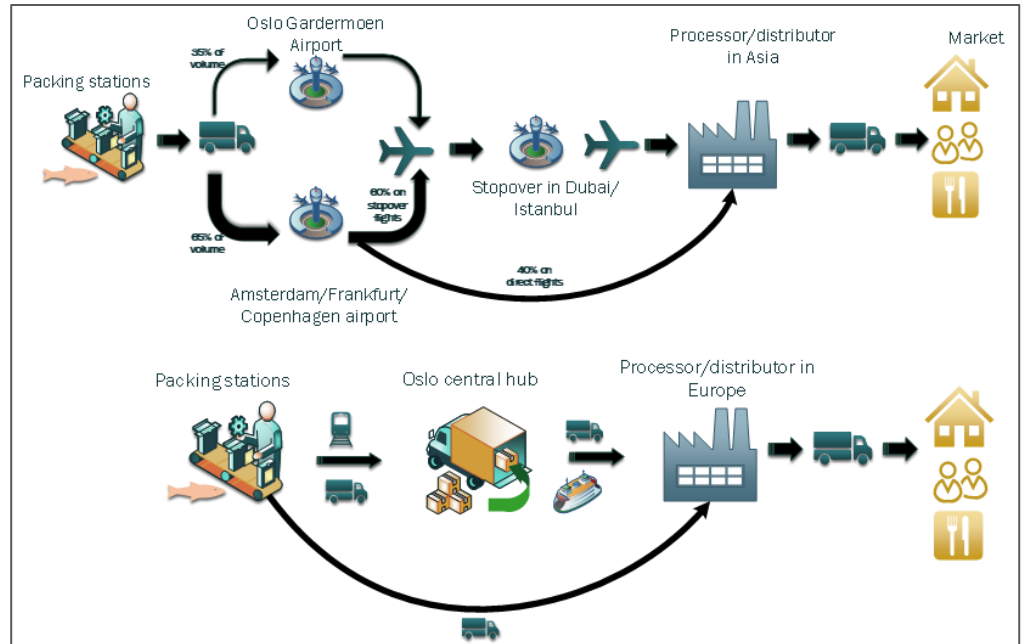 Oslo Gardermoen
Airport
Processor/distributor
in Asia
Market
35% of
volume
Packing stations
60% on
stopover
flights
Stopover in Dubai/
Istanbul
65% of
volume
40% on
direct flights
Amsterdam/Frankfurt/
Copenhagen airport
Packing stations
Oslo central hub
Processor/distributor in
Europe